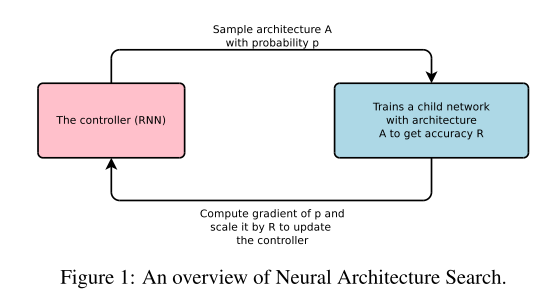 Sample architecture A
with probability p
The controller (RNN)
Trains a child network
with architecture
A to get accuracy R
Compute gradient of p and
scale it by R to update
the controller
Figure 1: An overview of Neural Architecture Search.